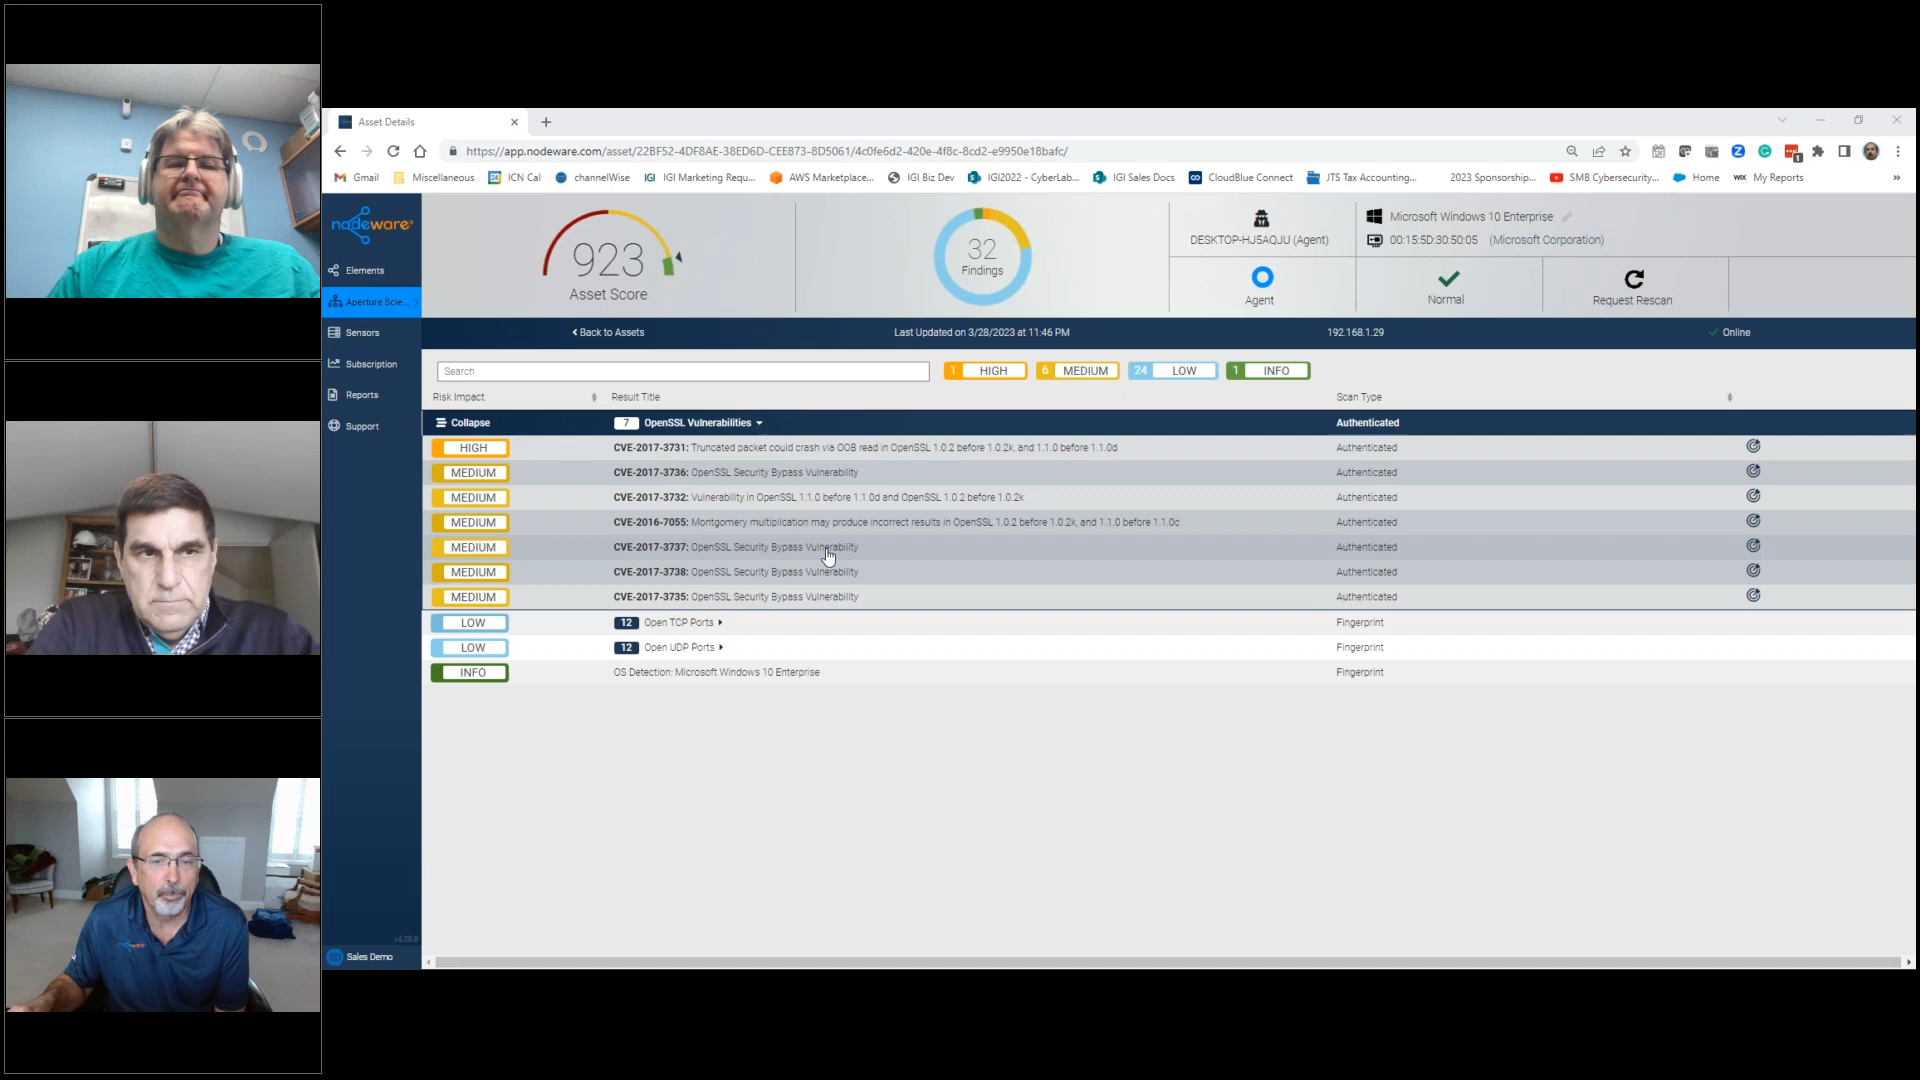 Asset Details
https://app.nodeware.com/asset/22BF52-4DF8AE-38ED6D-CEE873-8D5061/4c0fe6d2-420e-4f8c-8cd2-e9950e18bafc/
Gmail Miscellaneous ICN Cal channelWise IGI IGI Marketing Requ... AWS Marketplace... IGI Biz Dev IGI2022 - CyberLab... IGI Sales Docs CloudBlue Connect JTS Tax Accounting... 2023 Sponsorship... SMB Cybersecurity... Home WIX My Reports »
nodeware
Elements
Aperture Scie...
Sensors
Subscription
Reports
Support
v4.28.8
Sales Demo
923
Asset Score
32
Findings
DESKTOP-HJ5AQJU (Agent)
Microsoft Windows 10 Enterprise
00:15:5D:30:50:05 (Microsoft Corporation)
Agent
Normal
Request Rescan
Back to Assets Last Updated on 3/28/2023 at 11:46 PM 192.168.1.29 Online
Search 1 HIGH 6 MEDIUM 24 LOW 1 INFO
Risk Impact Result Title Scan Type
Collapse 7 OpenSSL Vulnerabilities Authenticated
HIGH CVE-2017-3731: Truncated packet could crash via OOB read in OpenSSL 1.0.2 before 1.0.2k, and 1.1.0 before 1.1.0d Authenticated
MEDIUM CVE-2017-3736: OpenSSL Security Bypass Vulnerability Authenticated
MEDIUM CVE-2017-3732: Vulnerability in OpenSSL 1.1.0 before 1.1.0d and OpenSSL 1.0.2 before 1.0.2k Authenticated
MEDIUM CVE-2016-7055: Montgomery multiplication may produce incorrect results in OpenSSL 1.0.2 before 1.0.2k, and 1.1.0 before 1.1.0c Authenticated
MEDIUM CVE-2017-3737: OpenSSL Security Bypass Vulnerability Authenticated
MEDIUM CVE-2017-3738: OpenSSL Security Bypass Vulnerability Authenticated
MEDIUM CVE-2017-3735: OpenSSL Security Bypass Vulnerability Authenticated
LOW 12 Open TCP Ports Fingerprint
LOW 12 Open UDP Ports Fingerprint
INFO OS Detection: Microsoft Windows 10 Enterprise Fingerprint